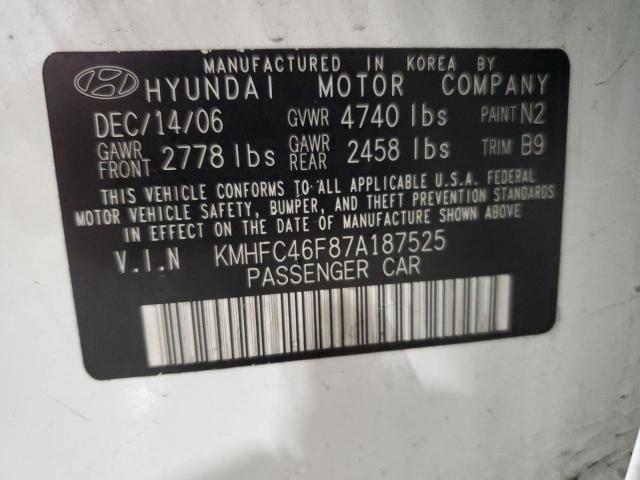 MANUFACTURED IN KOREA BY
HYUNDAI MOTOR COMPANY
DEC/14/06 GVWR 4740 lbs PAINT N2
GAWR FRONT 2778 lbs GAWR REAR 2458 lbs TRIM B9
THIS VEHICLE CONFORMS TO ALL APPLICABLE U.S.A. FEDERAL
MOTOR VEHICLE SAFETY, BUMPER, AND THEFT PREVENTION STANDARDS
IN EFFECT ON THE DATE OF MANUFACTURE SHOWN ABOVE
V.I.N KMHFC46F87A187525
PASSENGER CAR